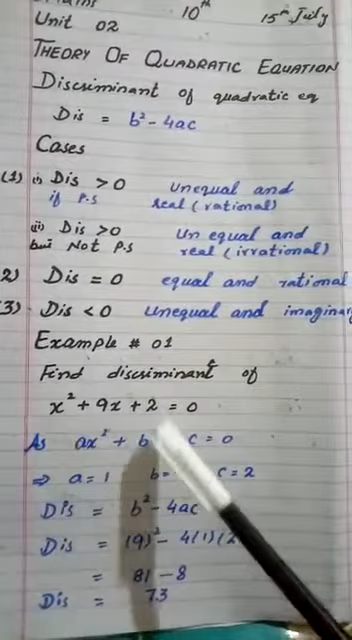 10th 15th July
Unit 02
THEORY OF QUADRATIC EQUATION
Discriminant of quadratic eq
Dis = b² - 4ac
Cases
(1) i) Dis > 0 Unequal and
if P.S real (rational)
ii) Dis > 0 Un equal and
but Not P.S real (irrational)
2) Dis = 0 equal and rational
(3) Dis < 0 Unequal and
Example # 01
Find discriminant of
x² + 9x + 2 = 0
As ax² + b c = 0
⇒ a = 1 b = c = 2
Dis = b² - 4ac
Dis = (9)² - 4(1)(2
= 81 - 8
Dis = 73